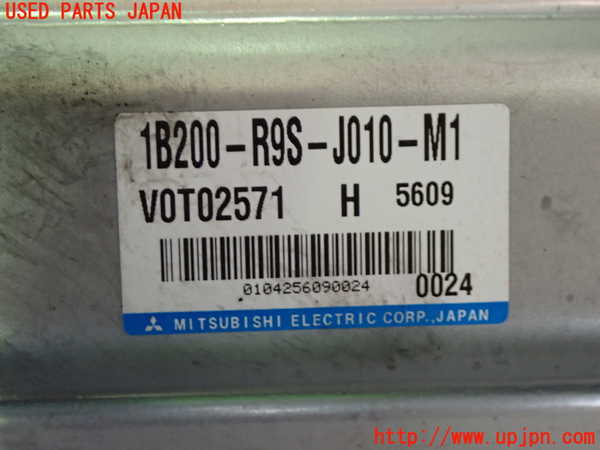 USED PARTS JAPAN
1B200-R9S-J010-M1
V0T02571 H 5609
0104256090024 0024
MITSUBISHI ELECTRIC CORP., JAPAN
http://www.upjpn.com/